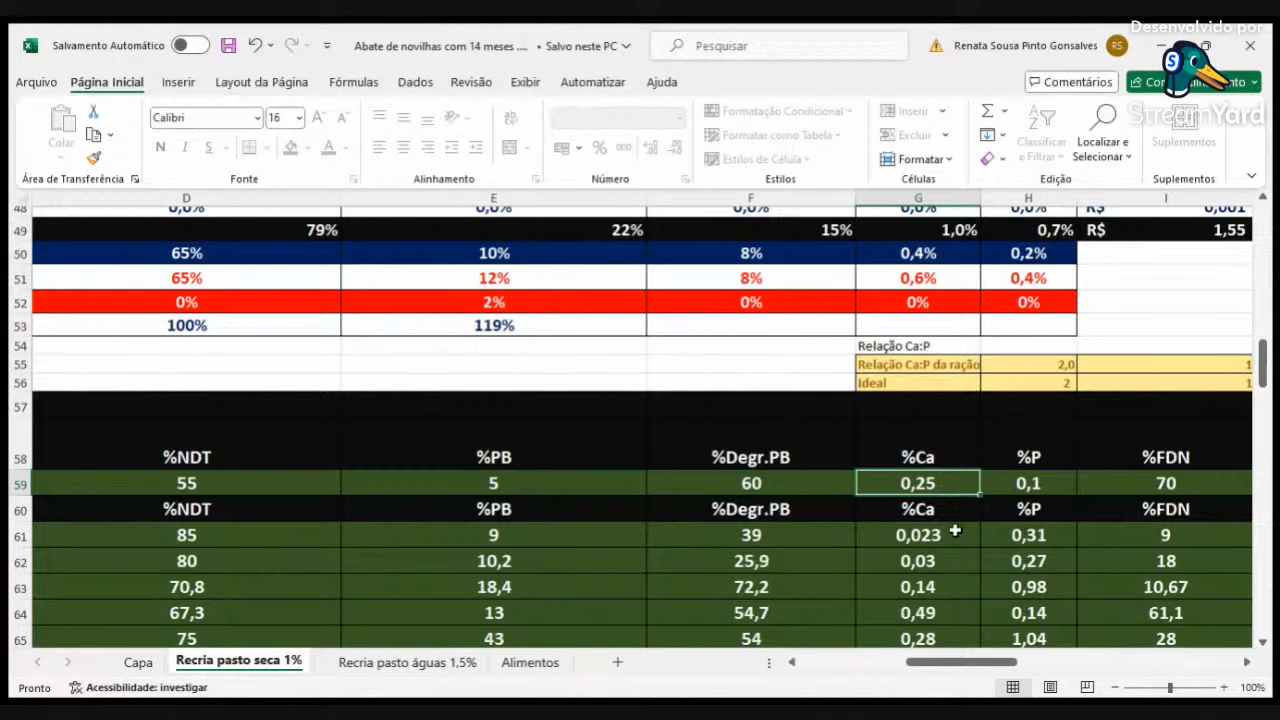 Desenvolvido por
StreamYard
Salvamento Automático
Abate de novilhas com 14 meses .... • Salvo neste PC
Pesquisar
Renata Sousa Pinto Gonsalves
RS
Arquivo Página Inicial Inserir Layout da Página Fórmulas Dados Revisão Exibir Automatizar Ajuda
Comentários
Colar
Calibri 16
N I S
Formatação Condicional
Formatar como Tabela
Estilos de Célula
Inserir
Excluir
Formatar
Classificar e Filtrar
Localizar e Selecionar
Suplementos
Área de Transferência Fonte Alinhamento Número Estilos Células Edição Suplementos
D E F G H I
48 0,0% 0,0% 0,0% 0,0% 0,0% R$ 0,001
49 79% 22% 15% 1,0% 0,7% R$ 1,55
50 65% 10% 8% 0,4% 0,2%
51 65% 12% 8% 0,6% 0,4%
52 0% 2% 0% 0% 0%
53 100% 119%
54 Relação Ca:P
55 Relação Ca:P da ração 2,0 1
56 Ideal 2 1
57
58 %NDT %PB %Degr.PB %Ca %P %FDN
59 55 5 60 0,25 0,1 70
60 %NDT %PB %Degr.PB %Ca %P %FDN
61 85 9 39 0,023 0,31 9
62 80 10,2 25,9 0,03 0,27 18
63 70,8 18,4 72,2 0,14 0,98 10,67
64 67,3 13 54,7 0,49 0,14 61,1
65 75 43 54 0,28 1,04 28
Capa Recria pasto seca 1% Recria pasto águas 1,5% Alimentos
Pronto Acessibilidade: investigar 100%